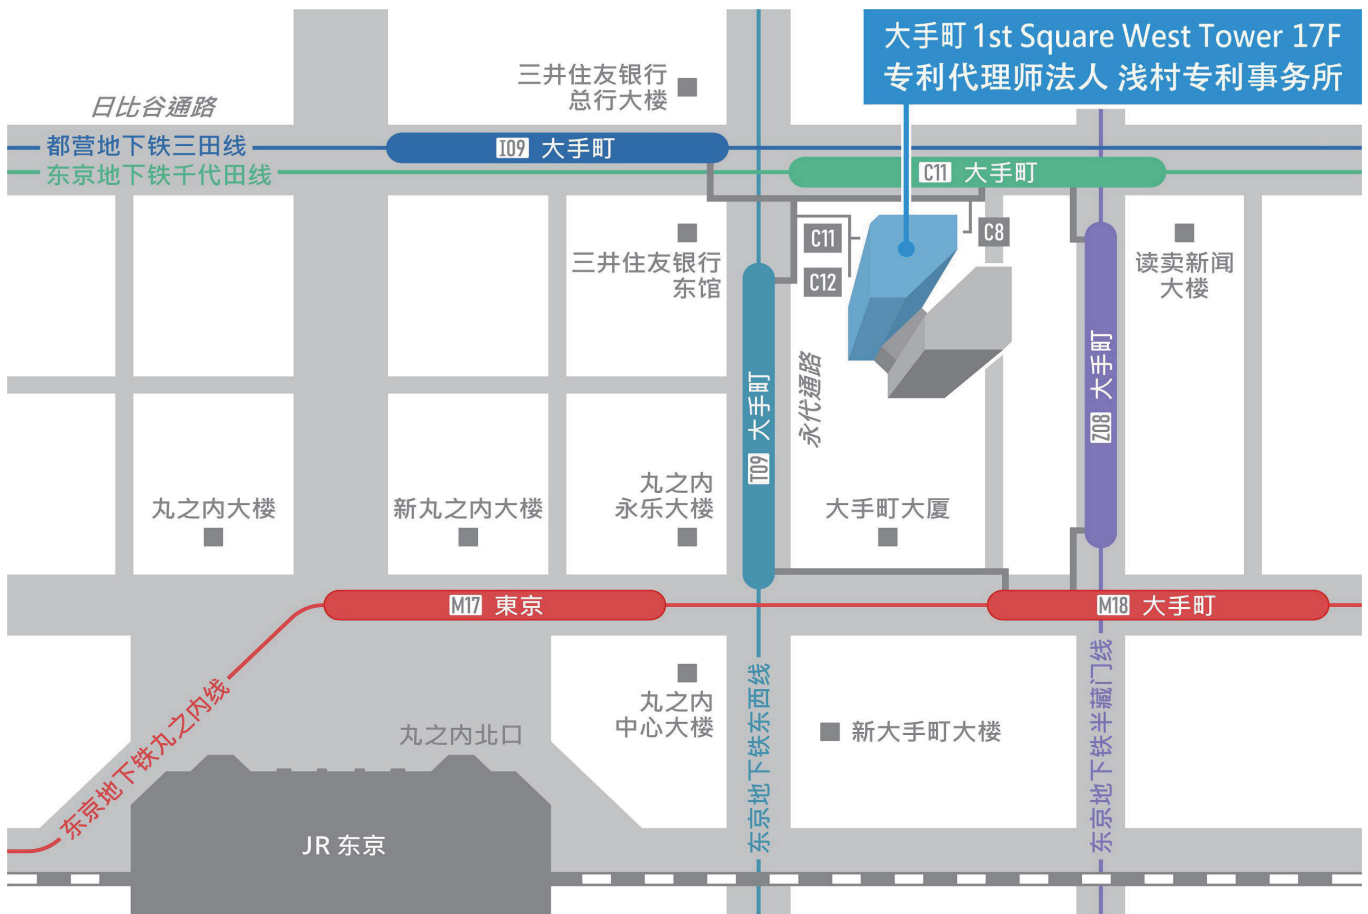 大手町 1st Square West Tower 17F
专利代理师法人 浅村专利事务所
三井住友银行
总行大楼
日比谷通路
都营地下铁三田线
I09 大手町
东京地下铁千代田线
C11 大手町
C11
C8
C12
三井住友银行
东馆
读卖新闻
大楼
T09 大手町
永代通路
Z08 大手町
丸之内大楼
新丸之内大楼
丸之内
永乐大楼
大手町大厦
M17 東京
M18 大手町
东京地下铁丸之内线
丸之内北口
丸之内
中心大楼
东京地下铁东西线
新大手町大楼
东京地下铁半藏门线
JR 东京